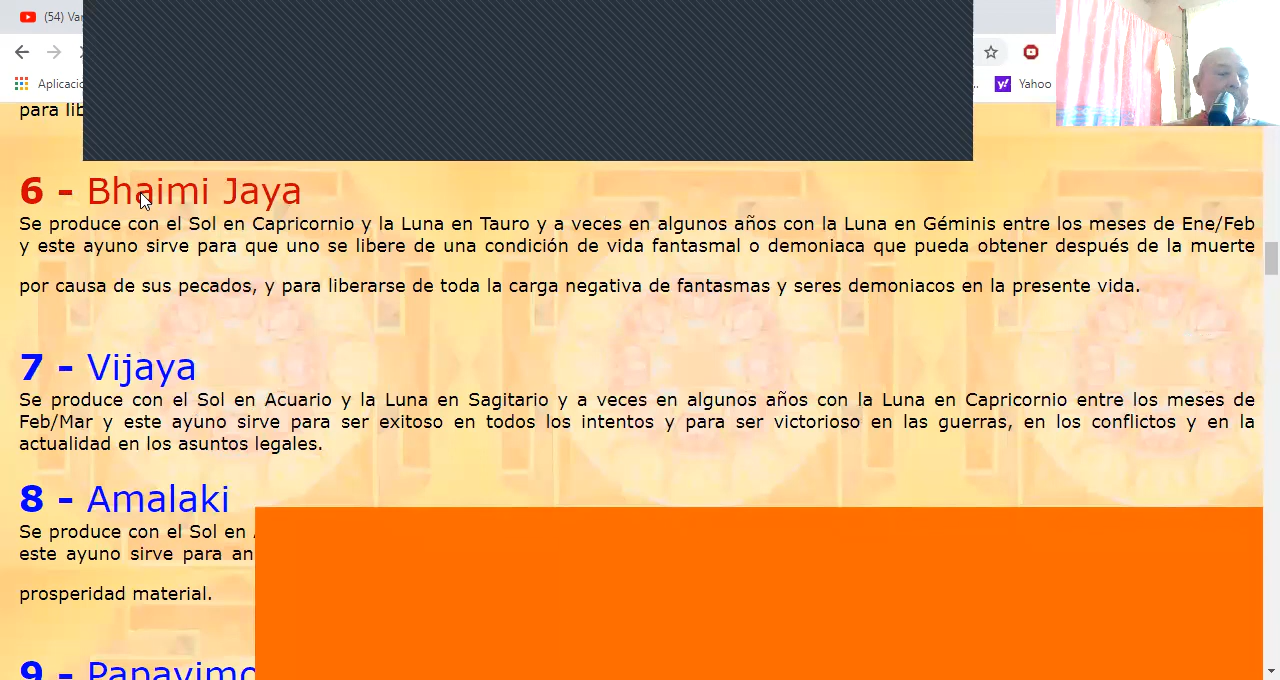 (54)
Yahoo
para
6 - Bhaimi Jaya
Se produce con el Sol en Capricornio y la Luna en Tauro y a veces en algunos años con la Luna en Géminis entre los meses de Ene/Feb
y este ayuno sirve para que uno se libere de una condición de vida fantasmal o demoniaca que pueda obtener después de la muerte
por causa de sus pecados, y para liberarse de toda la carga negativa de fantasmas y seres demoniacos en la presente vida.
7 - Vijaya
Se produce con el Sol en Acuario y la Luna en Sagitario y a veces en algunos años con la Luna en Capricornio entre los meses de
Feb/Mar y este ayuno sirve para ser exitoso en todos los intentos y para ser victorioso en las guerras, en los conflictos y en la
actualidad en los asuntos legales.
8 - Amalaki
Se produce con el Sol en
este ayuno sirve para
prosperidad material.
9 -